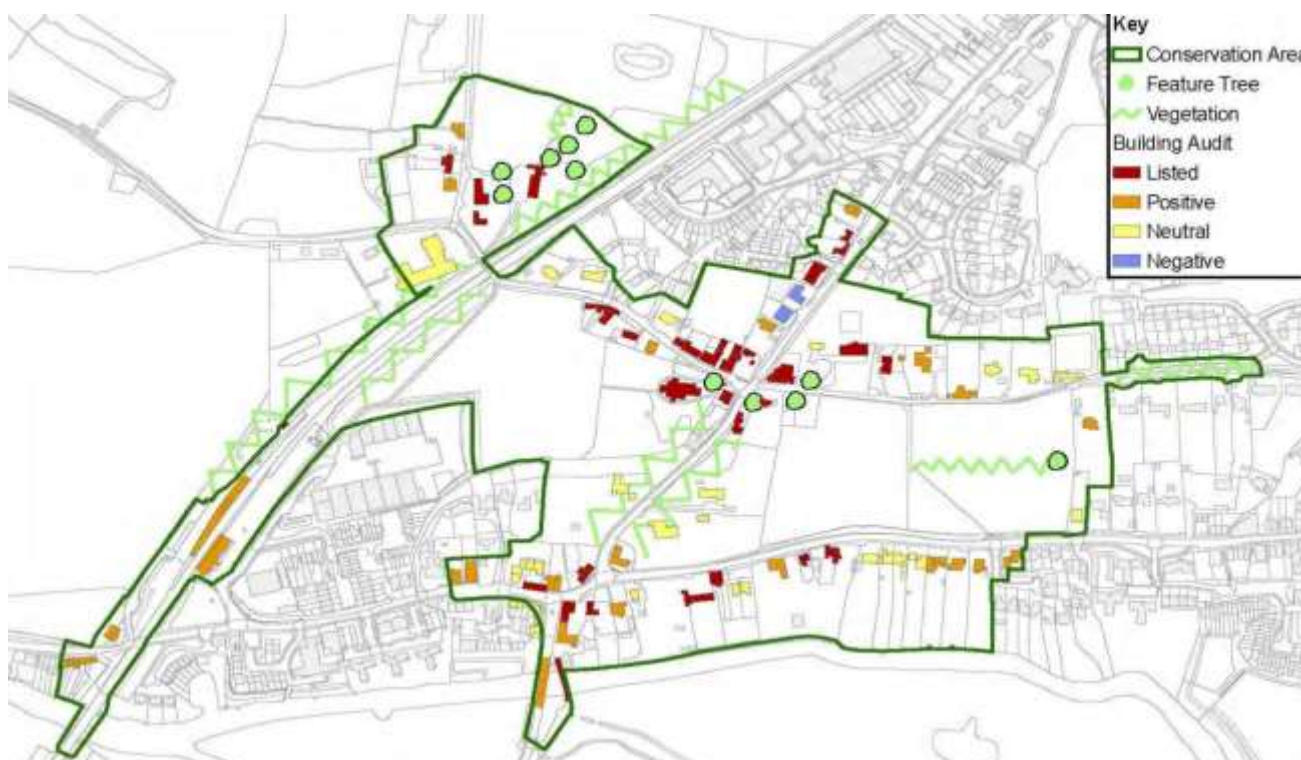 Key
Conservation Area
Feature Tree
Vegetation
Building Audit
Listed
Positive
Neutral
Negative